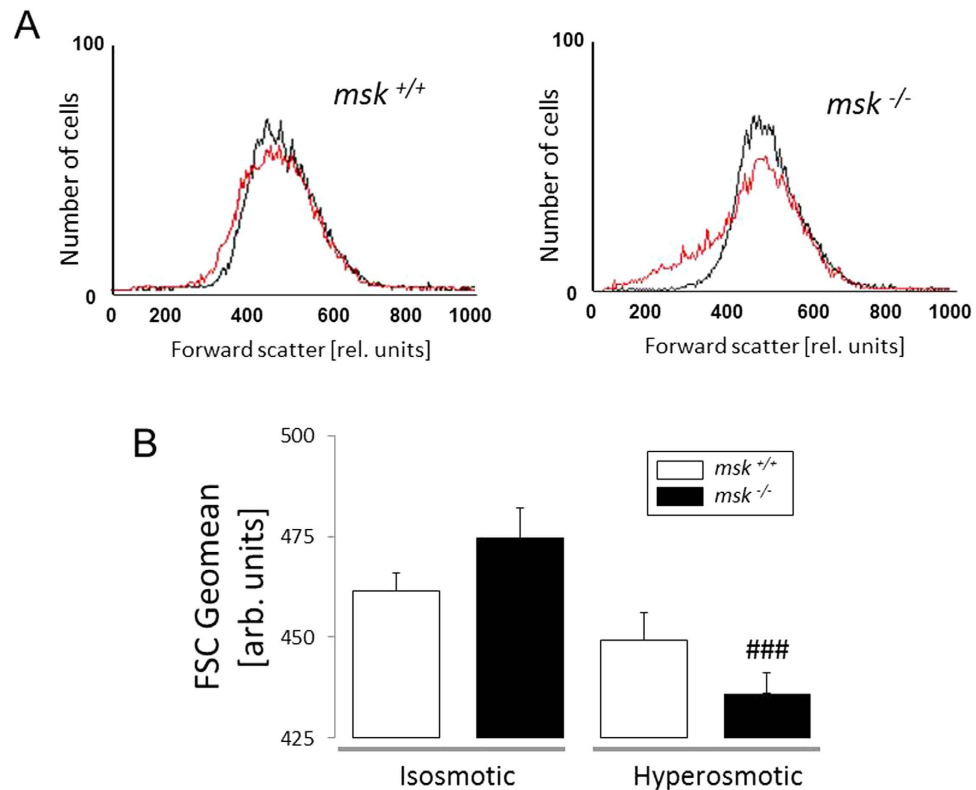 A
100
Number of cells
0
msk +/+
0 200 400 600 800 1000
Forward scatter [rel. units]
100
Number of cells
0
msk -/-
0 200 400 600 800 1000
Forward scatter [rel. units]
B
FSC Geomean
[arb. units]
500
475
450
425
msk +/+
msk -/-
###
Isosmotic
Hyperosmotic